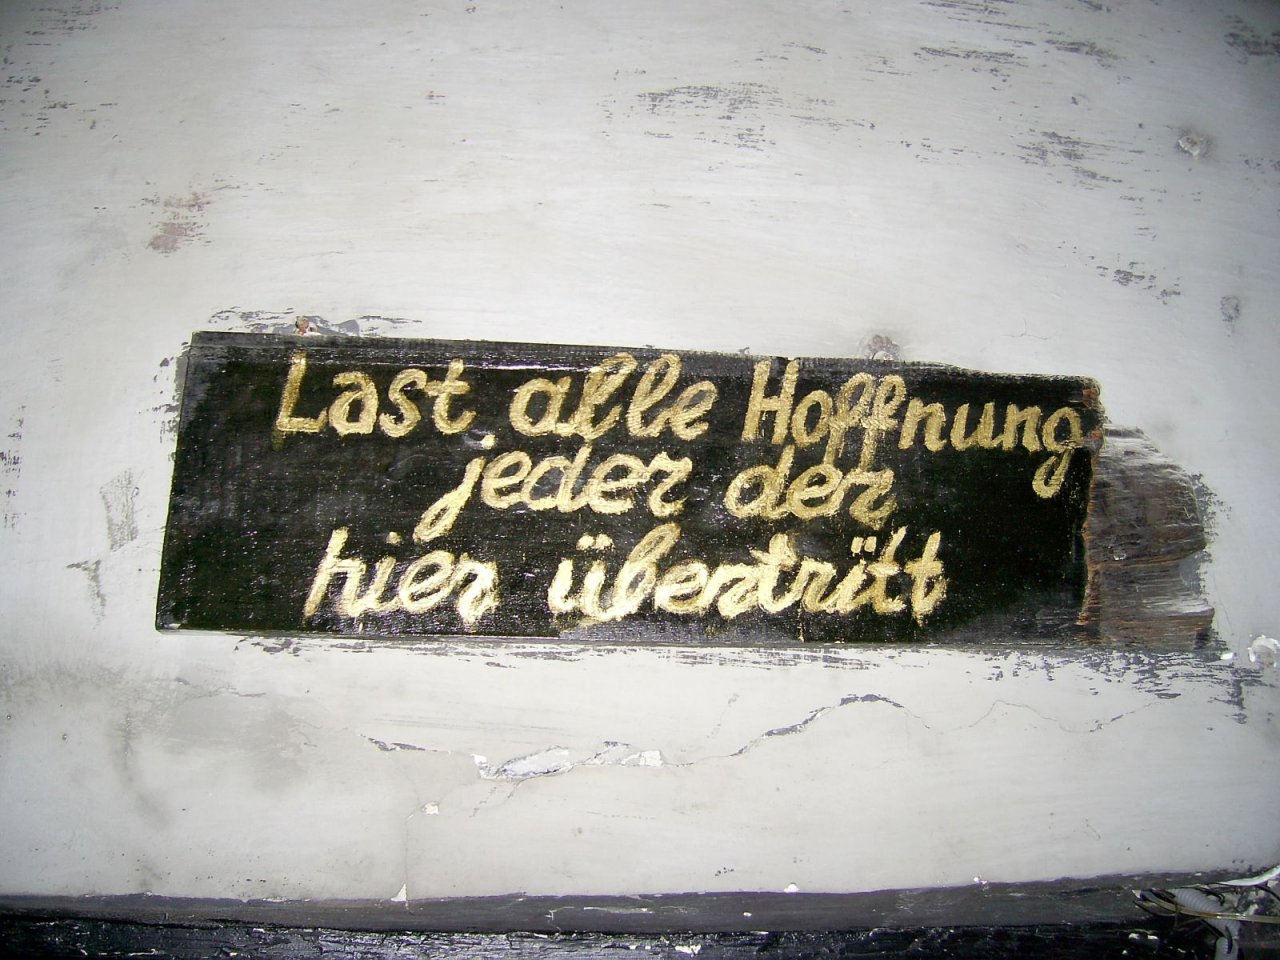 Last alle Hoffnung
jeder der
hier übertritt